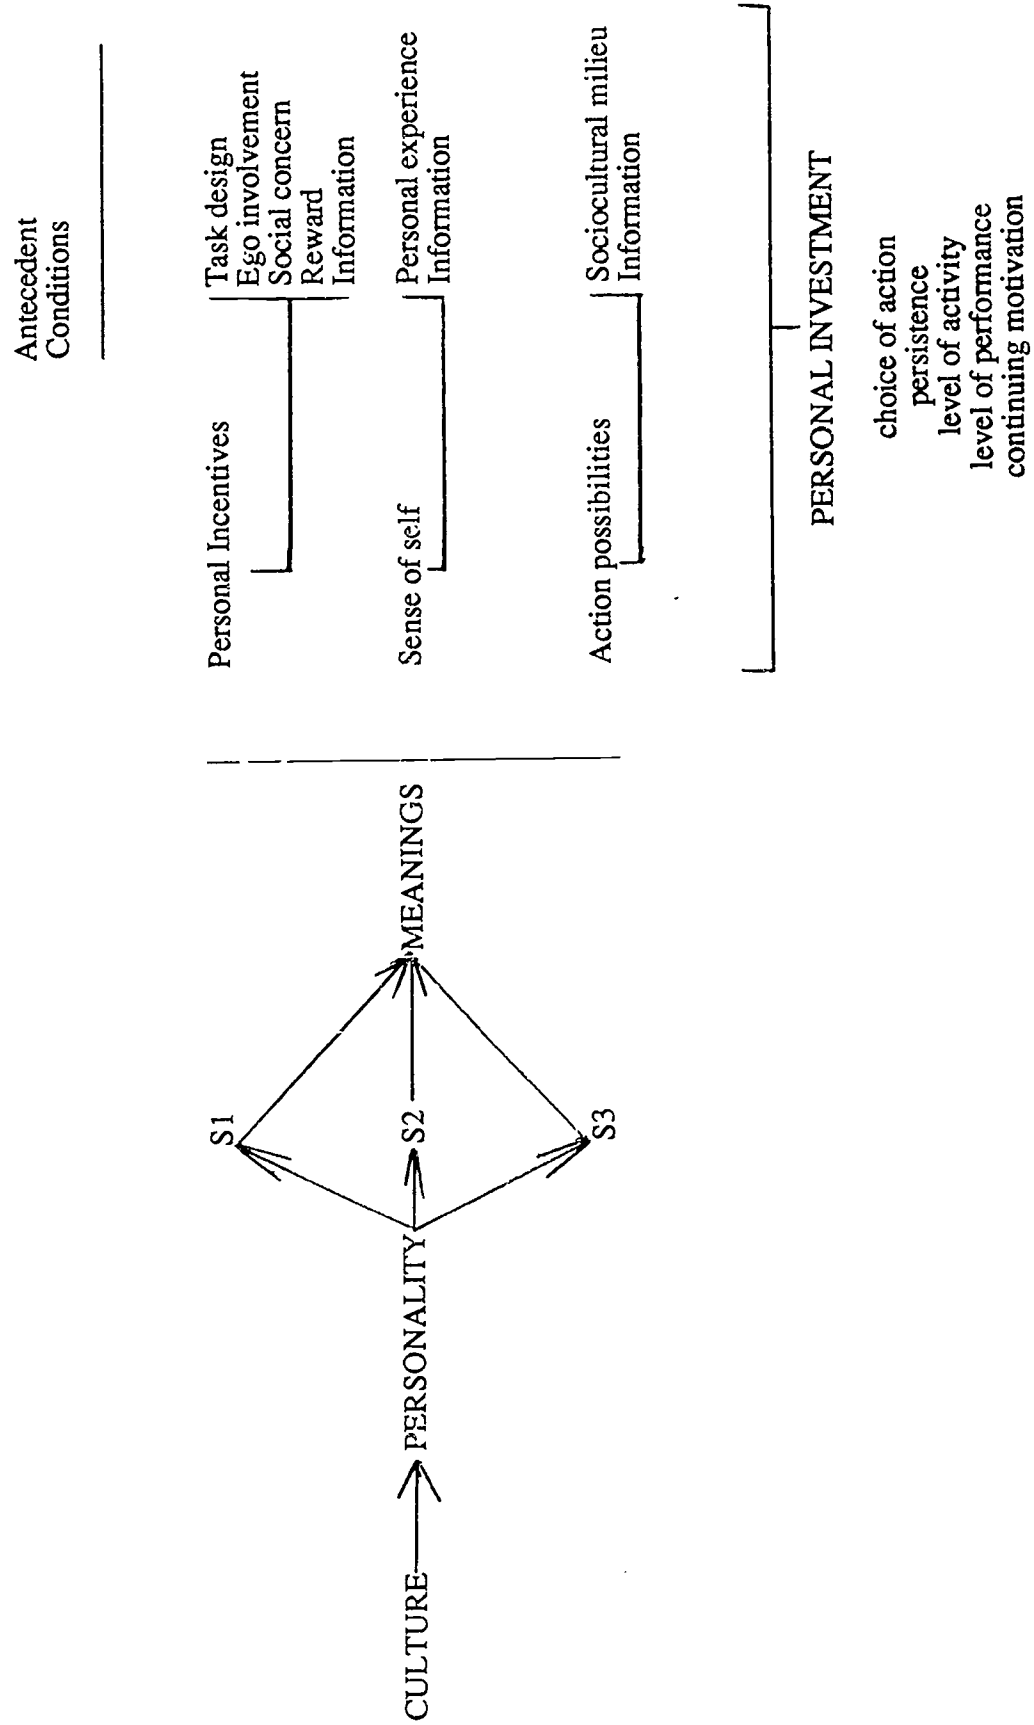 Antecedent
Conditions
Personal Incentives
Task design
Ego involvement
Social concern
Reward
Information
S1
CULTURE
PERSONALITY
S2
MEANINGS
Sense of self
Personal experience
Information
S3
Action possibilities
Sociocultural milieu
Information
PERSONAL INVESTMENT
choice of action
persistence
level of activity
level of performance
continuing motivation